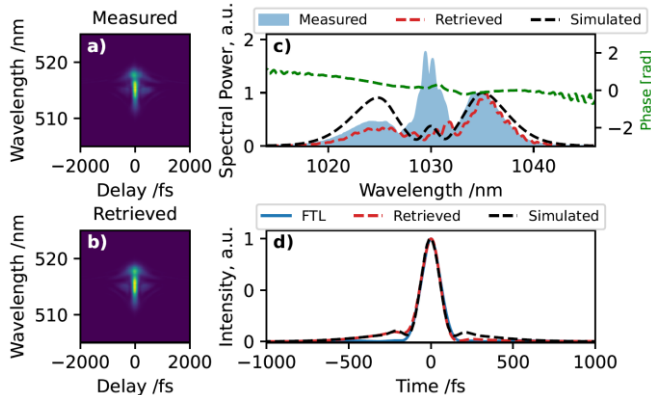 Measured
a)
Wavelength /nm
520
510
−2000
0
2000
Delay /fs
Measured
Retrieved
Simulated
c)
Spectral Power, a.u.
2
1
0
1020
1030
1040
Wavelength /nm
Phase [rad]
2
0
−2
Retrieved
b)
Wavelength /nm
520
510
−2000
0
2000
Delay /fs
FTL
Retrieved
Simulated
d)
Intensity, a.u.
1
0
0
−1000
−500
0
500
1000
Time /fs